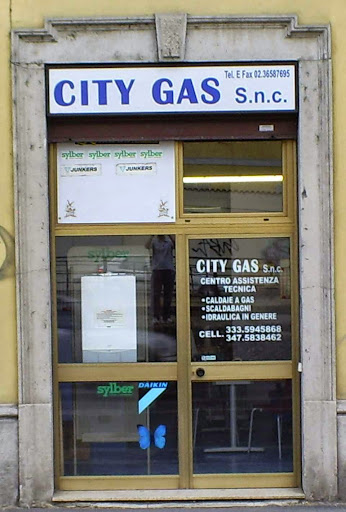 Tel. E Fax 02.36587695
CITY GAS S.n.c.
sylber sylber sylber sylber
JUNKERS JUNKERS
sylber
CITY GAS S.n.c.
CENTRO ASSISTENZA
TECNICA
•CALDAIE A GAS
•SCALDABAGNI
•IDRAULICA IN GENERE
CELL. 333.5945868
347.5838462
sylber DAIKIN